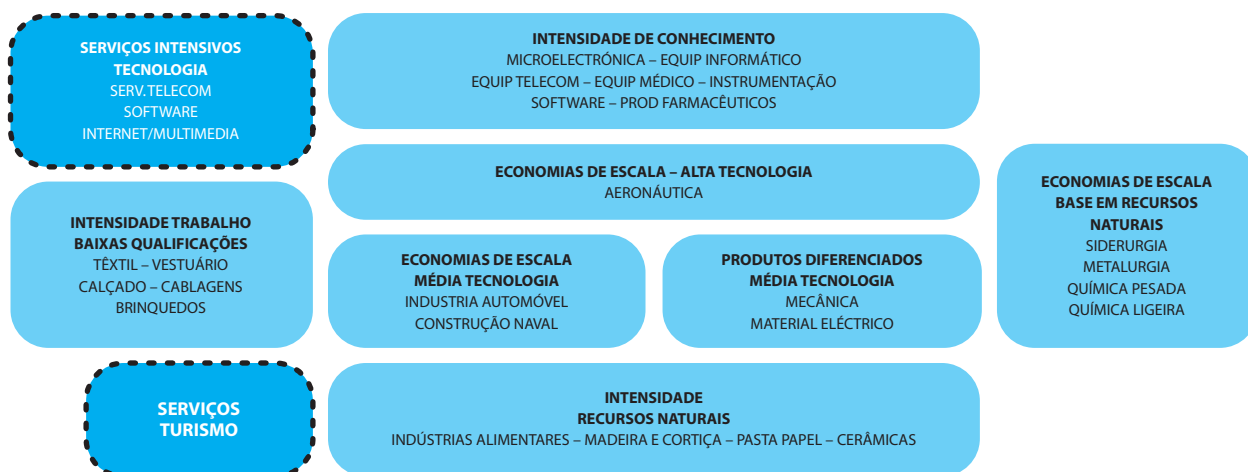 SERVIÇOS INTENSIVOS
TECNOLOGIA
SERV.TELECOM
SOFTWARE
INTERNET/MULTIMEDIA
INTENSIDADE DE CONHECIMENTO
MICROELECTRÓNICA – EQUIP INFORMÁTICO
EQUIP TELECOM – EQUIP MÉDICO – INSTRUMENTAÇÃO
SOFTWARE – PROD FARMACÊUTICOS
ECONOMIAS DE ESCALA – ALTA TECNOLOGIA
AERONÁUTICA
ECONOMIAS DE ESCALA
BASE EM RECURSOS
NATURAIS
SIDERURGIA
METALURGIA
QUÍMICA PESADA
QUÍMICA LIGEIRA
INTENSIDADE TRABALHO
BAIXAS QUALIFICAÇÕES
TÊXTIL – VESTUÁRIO
CALÇADO – CABLAGENS
BRINQUEDOS
ECONOMIAS DE ESCALA
MÉDIA TECNOLOGIA
INDUSTRIA AUTOMÓVEL
CONSTRUÇÃO NAVAL
PRODUTOS DIFERENCIADOS
MÉDIA TECNOLOGIA
MECÂNICA
MATERIAL ELÉCTRICO
SERVIÇOS
TURISMO
INTENSIDADE
RECURSOS NATURAIS
INDÚSTRIAS ALIMENTARES – MADEIRA E CORTIÇA – PASTA PAPEL – CERÂMICAS